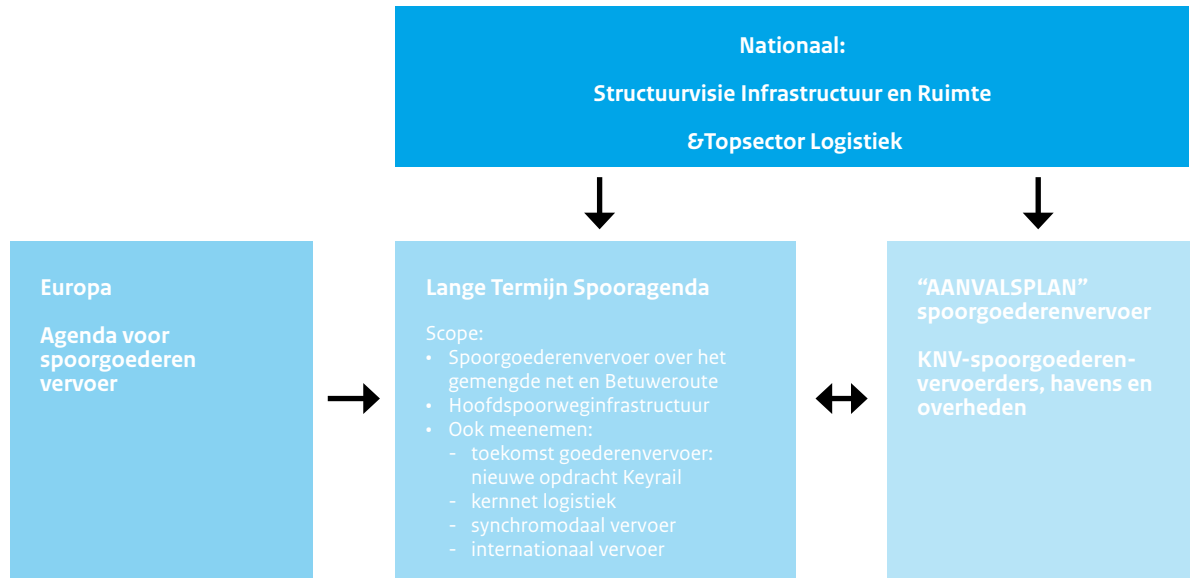 Nationaal:
Structuurvisie Infrastructuur en Ruimte
&Topsector Logistiek
Europa
Agenda voor
spoorgoederen
vervoer
Lange Termijn Spooragenda
Scope:
• Spoorgoederenvervoer over het
gemengde net en Betuweroute
• Hoofdspoorweginfrastructuur
• Ook meenemen:
- toekomst goederenvervoer:
nieuwe opdracht Keyrail
- kernnet logistiek
- synchromodaal vervoer
- internationaal vervoer
“AANVALSPLAN”
spoorgoederenvervoer
KNV-spoorgoederen-
vervoerders, havens en
overheden